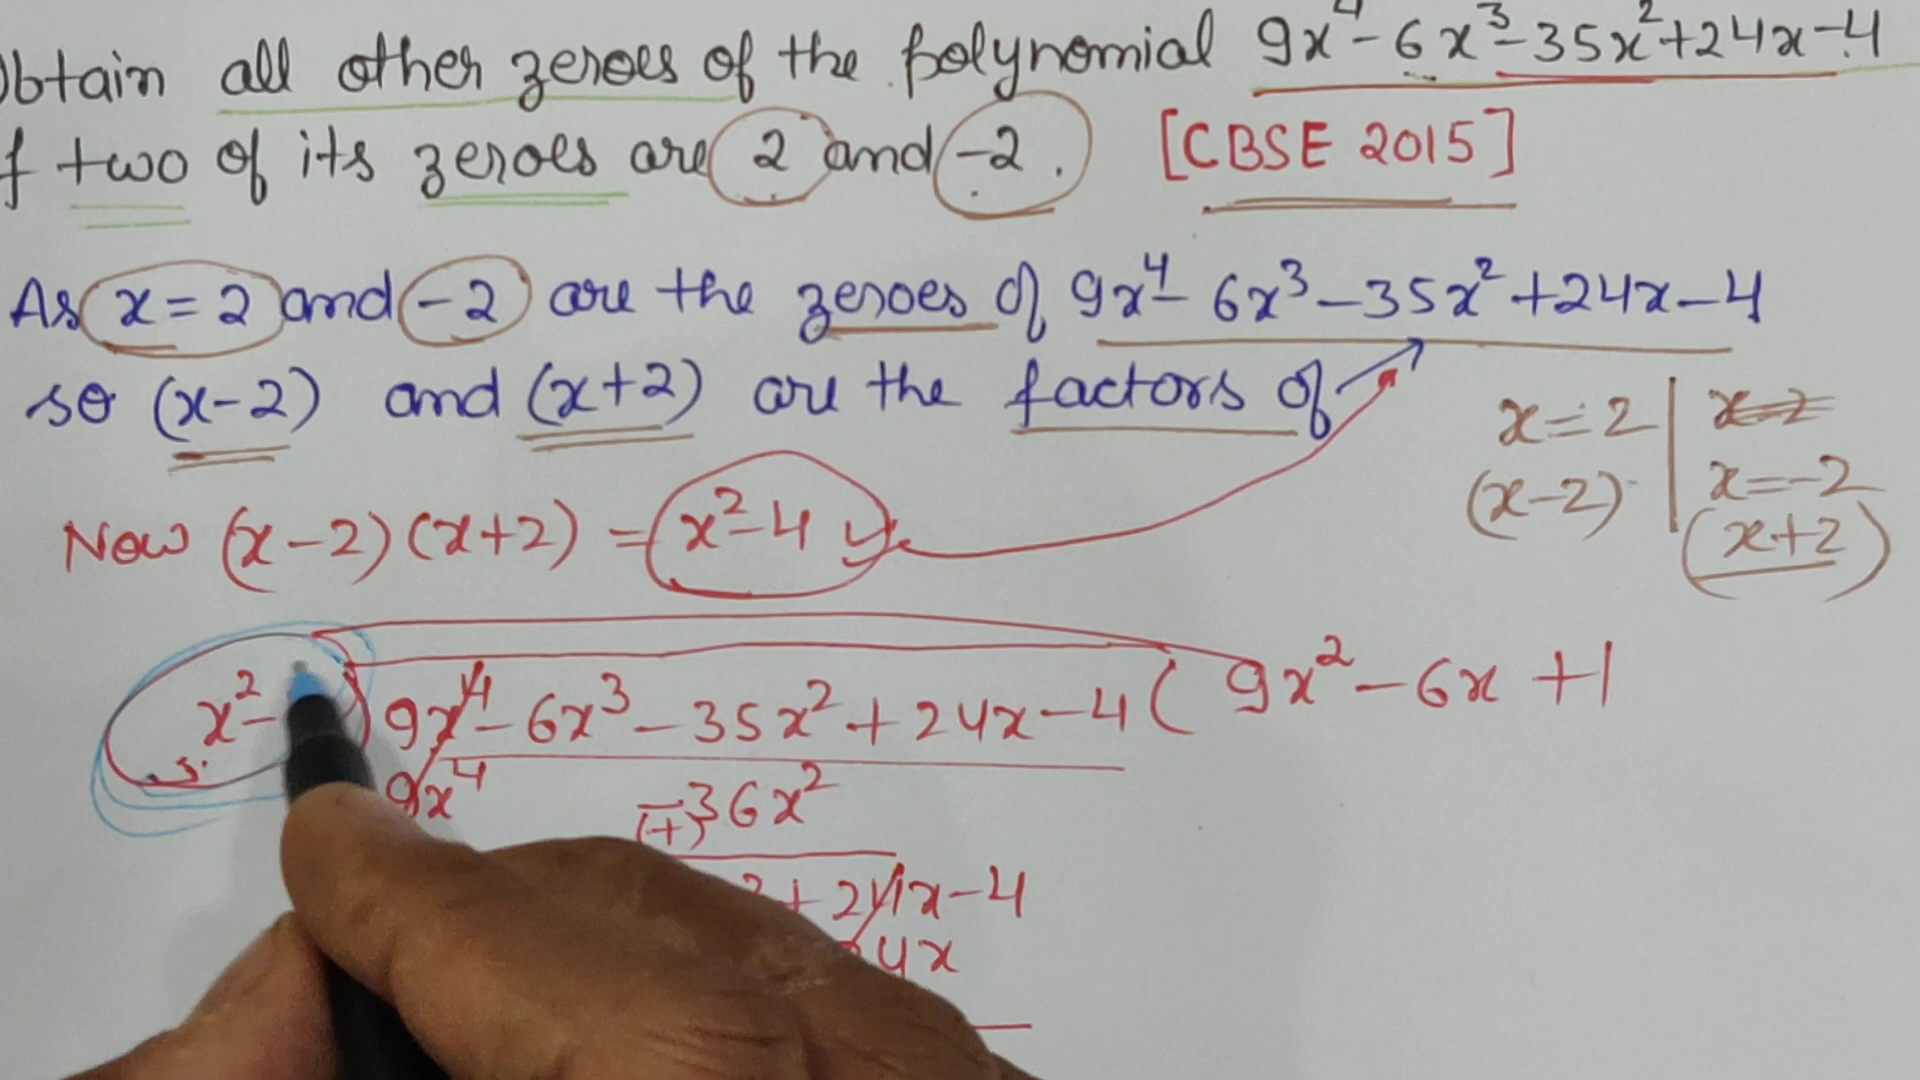 Obtain all other zeroes of the polynomial 9x⁴-6x³-35x²+24x-4
f two of its zeroes are 2 and -2. [CBSE 2015]
As x=2 and -2 are the zeroes of 9x⁴-6x³-35x²+24x-4
so (x-2) and (x+2) are the factors of
x=2
(x-2)
x=2
x=-2
(x+2)
Now (x-2)(x+2) = x²-4
x²- ) 9x⁴-6x³-35x²+24x-4 ( 9x²-6x+1
9x⁴ -36x²
(+)
+24x-4
4x